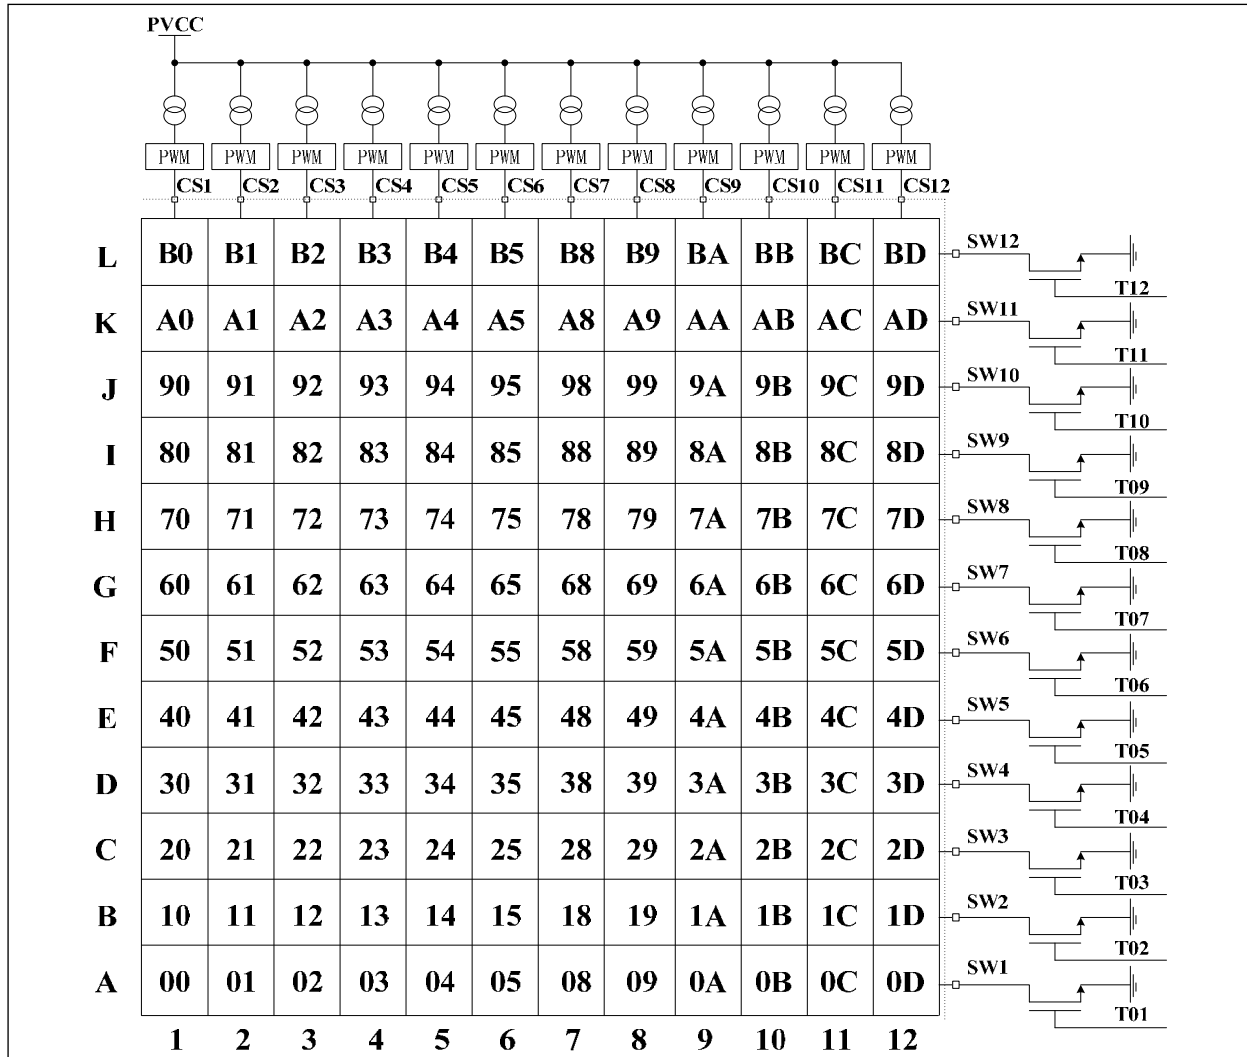 PVCC
PWM PWM PWM PWM PWM PWM PWM PWM PWM PWM PWM PWM
CS1 CS2 CS3 CS4 CS5 CS6 CS7 CS8 CS9 CS10 CS11 CS12
L B0 B1 B2 B3 B4 B5 B8 B9 BA BB BC BD SW12
T12
K A0 A1 A2 A3 A4 A5 A8 A9 AA AB AC AD SW11
T11
J 90 91 92 93 94 95 98 99 9A 9B 9C 9D SW10
T10
I 80 81 82 83 84 85 88 89 8A 8B 8C 8D SW9
T09
H 70 71 72 73 74 75 78 79 7A 7B 7C 7D SW8
T08
G 60 61 62 63 64 65 68 69 6A 6B 6C 6D SW7
T07
F 50 51 52 53 54 55 58 59 5A 5B 5C 5D SW6
T06
E 40 41 42 43 44 45 48 49 4A 4B 4C 4D SW5
T05
D 30 31 32 33 34 35 38 39 3A 3B 3C 3D SW4
T04
C 20 21 22 23 24 25 28 29 2A 2B 2C 2D SW3
T03
B 10 11 12 13 14 15 18 19 1A 1B 1C 1D SW2
T02
A 00 01 02 03 04 05 08 09 0A 0B 0C 0D SW1
T01
1 2 3 4 5 6 7 8 9 10 11 12